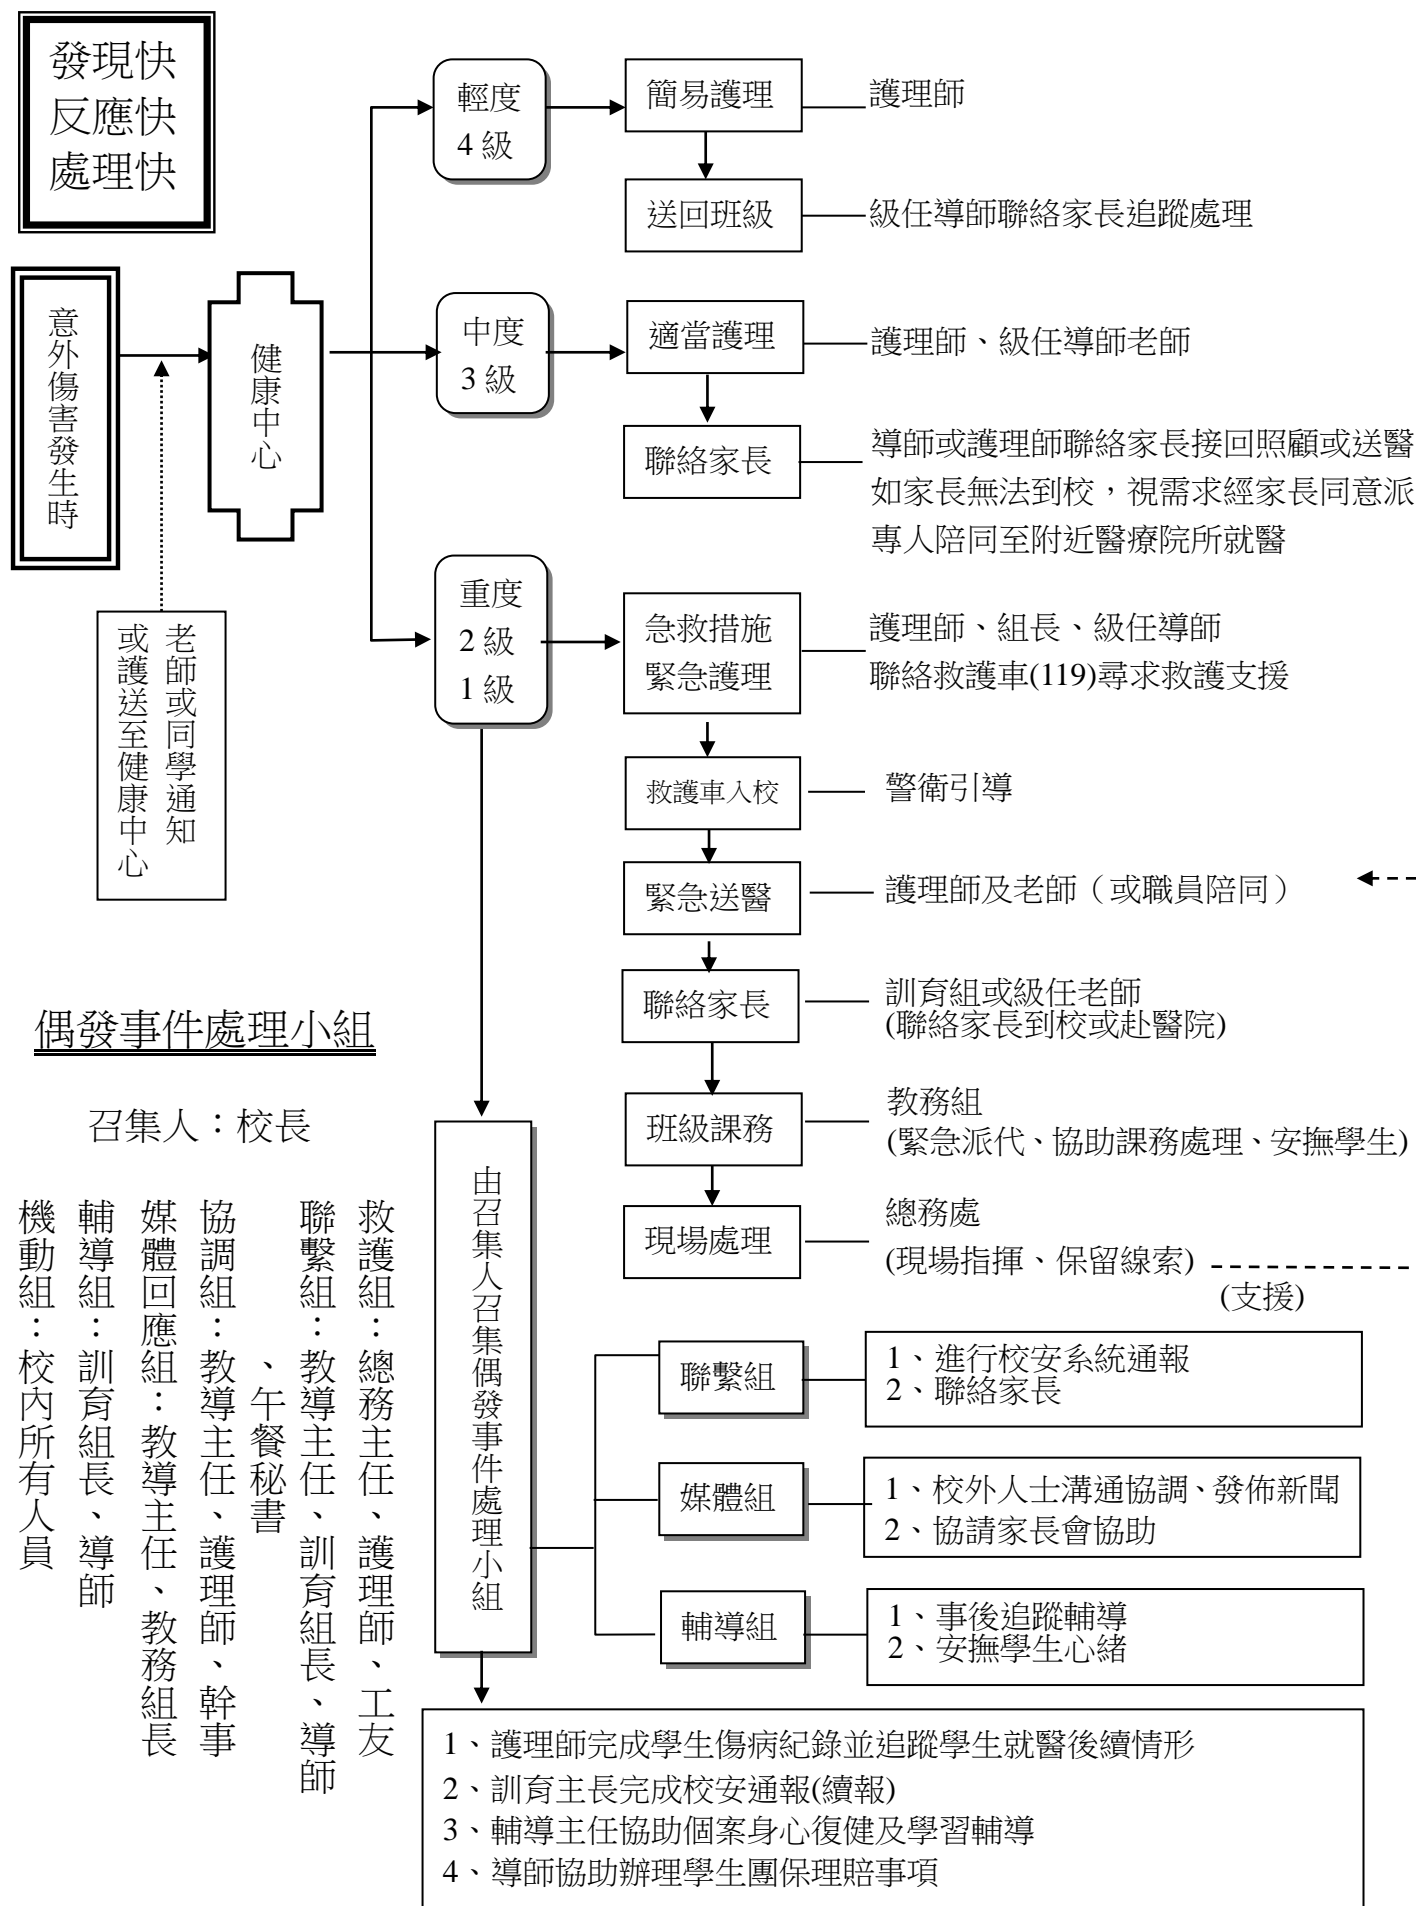 發現快
反應快
處理快
意外傷害發生時
健康中心
老師或同學通知
或護送至健康中心
輕度
4 級
簡易護理
護理師
送回班級
級任導師聯絡家長追蹤處理
中度
3 級
適當護理
護理師、級任導師老師
聯絡家長
導師或護理師聯絡家長接回照顧或送醫
如家長無法到校，視需求經家長同意派
專人陪同至附近醫療院所就醫
重度
2 級
1 級
急救措施
緊急護理
護理師、組長、級任導師
聯絡救護車(119)尋求救護支援
救護車入校
警衛引導
緊急送醫
護理師及老師（或職員陪同）
聯絡家長
訓育組或級任老師
(聯絡家長到校或赴醫院)
班級課務
教務組
(緊急派代、協助課務處理、安撫學生)
現場處理
總務處
(現場指揮、保留線索)
(支援)
偶發事件處理小組
召集人：校長
救護組：總務主任、護理師、工友
聯繫組：教導主任、訓育組長、導師
、午餐秘書
協調組：教導主任、護理師、幹事
媒體回應組：教導主任、教務組長
輔導組：訓育組長、導師
機動組：校內所有人員
由召集人召集偶發事件處理小組
聯繫組
1、進行校安系統通報
2、聯絡家長
媒體組
1、校外人士溝通協調、發佈新聞
2、協請家長會協助
輔導組
1、事後追蹤輔導
2、安撫學生心緒
1、護理師完成學生傷病紀錄並追蹤學生就醫後續情形
2、訓育主長完成校安通報(續報)
3、輔導主任協助個案身心復健及學習輔導
4、導師協助辦理學生團保理賠事項